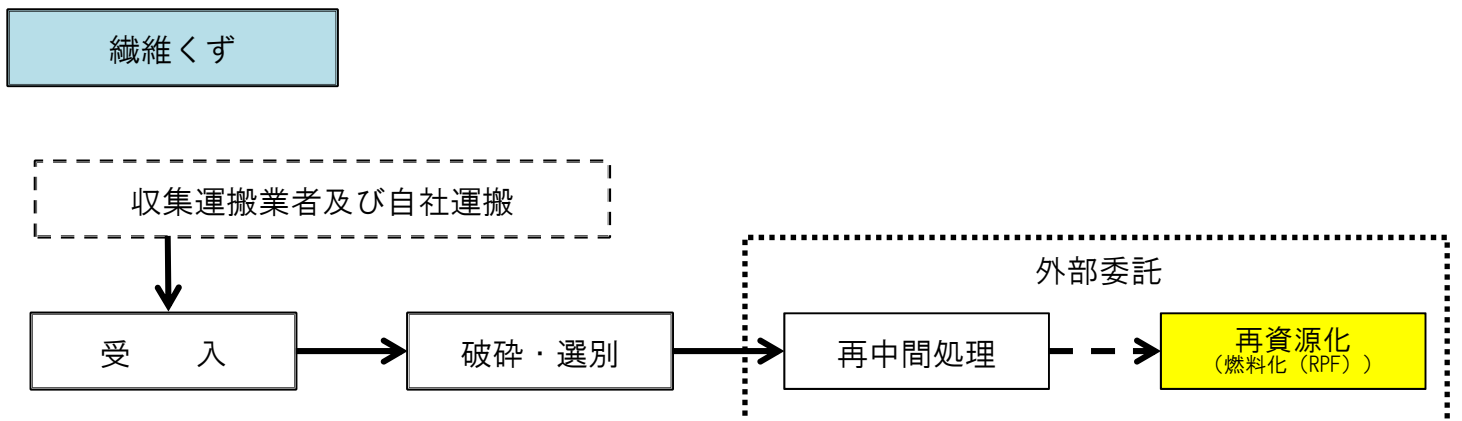 繊維くず
収集運搬業者及び自社運搬
外部委託
受　　入
破砕・選別
再中間処理
再資源化
（燃料化（RPF））